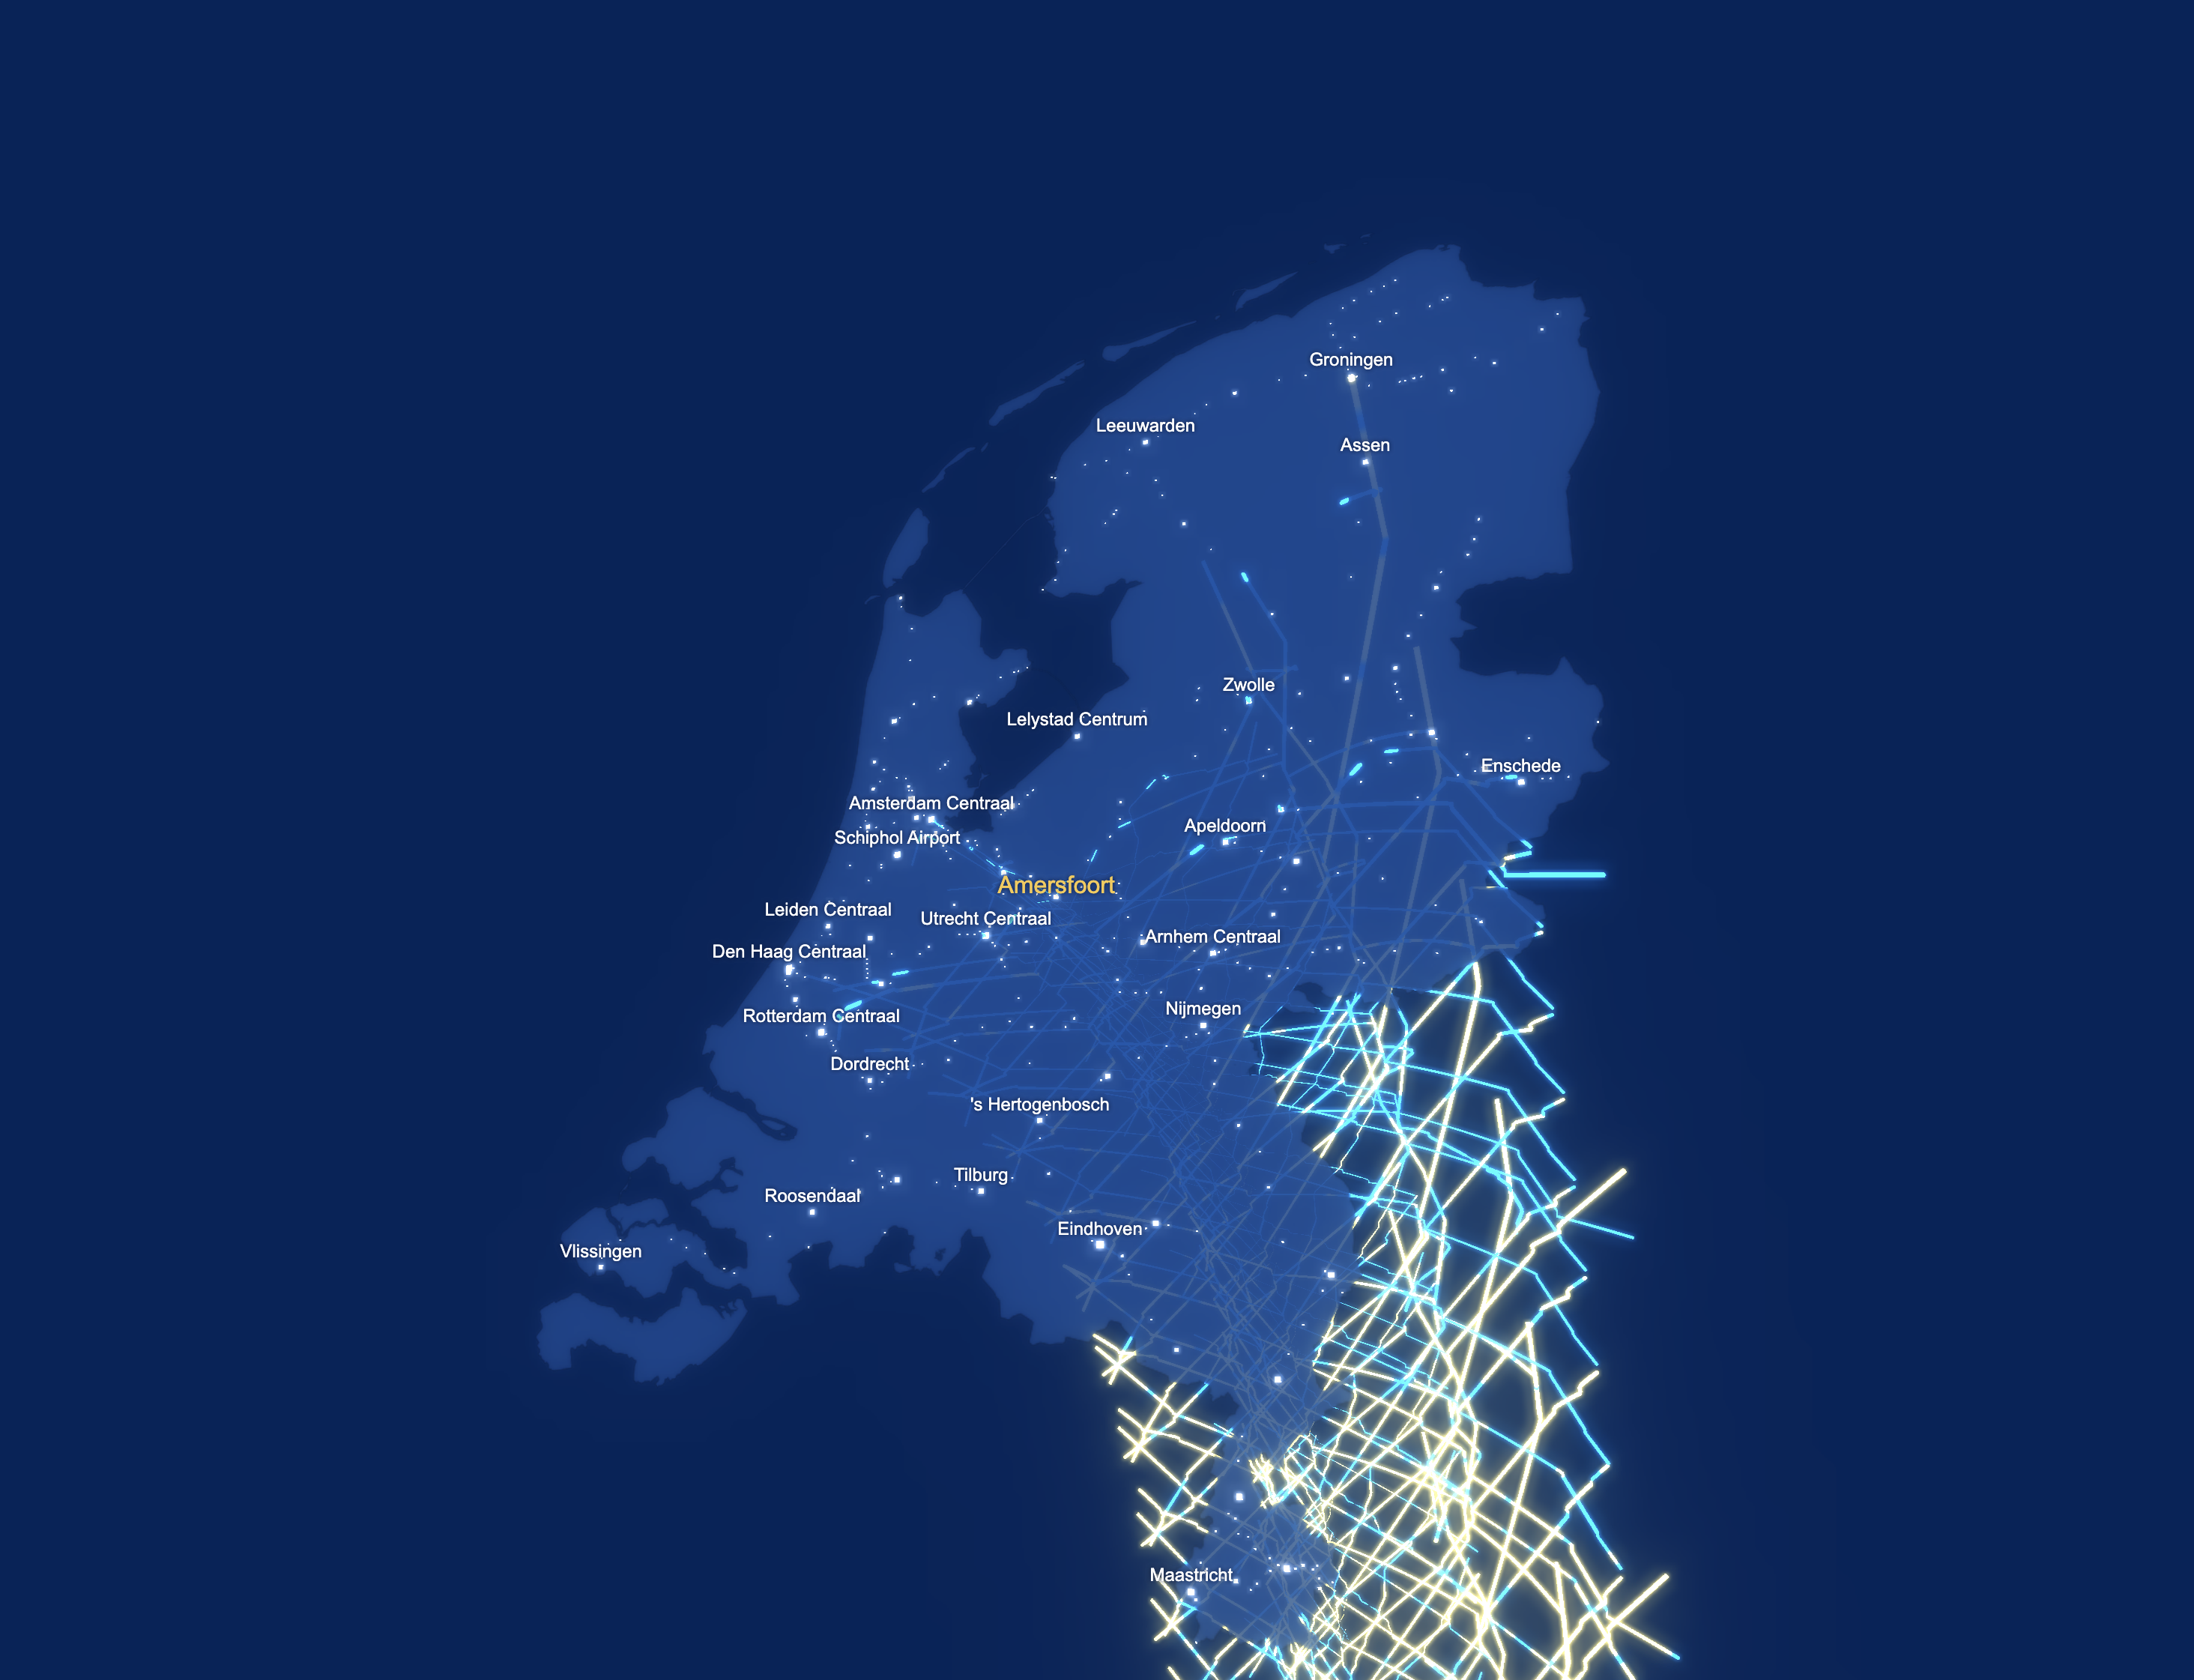 Groningen
Leeuwarden
Assen
Zwolle
Lelystad Centrum
Enschede
Amsterdam Centraal
Apeldoorn
Schiphol Airport
Amersfoort
Leiden Centraal
Utrecht Centraal
Arnhem Centraal
Den Haag Centraal
Nijmegen
Rotterdam Centraal
Dordrecht
's Hertogenbosch
Tilburg
Roosendaal
Eindhoven
Vlissingen
Maastricht